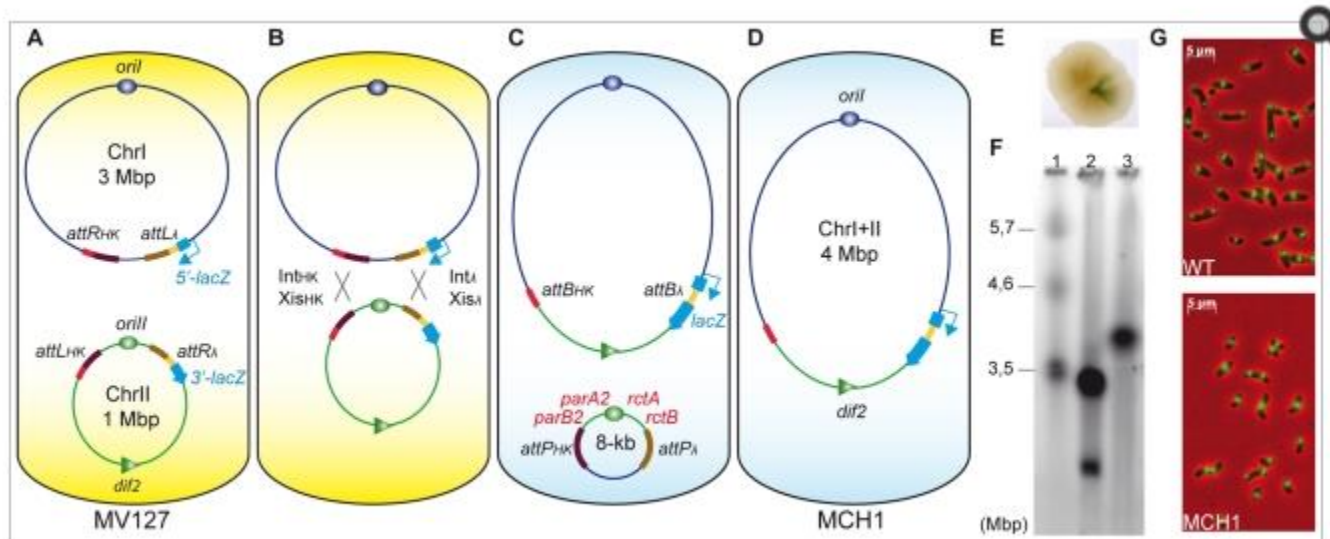 A
oriI
ChrI
3 Mbp
attRHK
attLλ
5'-lacZ
oriII
attLHK
attRλ
3'-lacZ
ChrII
1 Mbp
dif2
MV127
B
IntHK
XisHK
Intλ
Xisλ
C
attBHK
attBλ
lacZ
parA2
rctA
parB2
rctB
attPHK
8-kb
attPλ
D
oriI
ChrI+II
4 Mbp
dif2
MCH1
E
F
1 2 3
5,7
4,6
3,5
(Mbp)
G
5 µm
WT
5 µm
MCH1